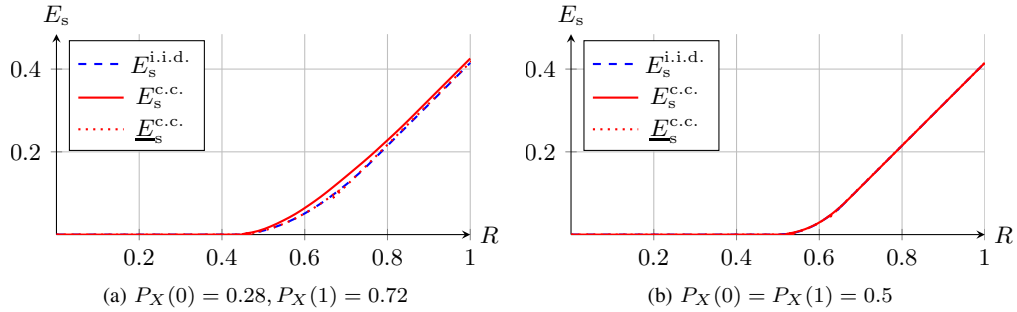 E_s
E_s^{i.i.d.}
E_s^{c.c.}
\underline{E}_s^{c.c.}
0.4
0.2
0.2 0.4 0.6 0.8 1
R
(a) P_X(0) = 0.28, P_X(1) = 0.72
E_s
E_s^{i.i.d.}
E_s^{c.c.}
\underline{E}_s^{c.c.}
0.4
0.2
0.2 0.4 0.6 0.8 1
R
(b) P_X(0) = P_X(1) = 0.5